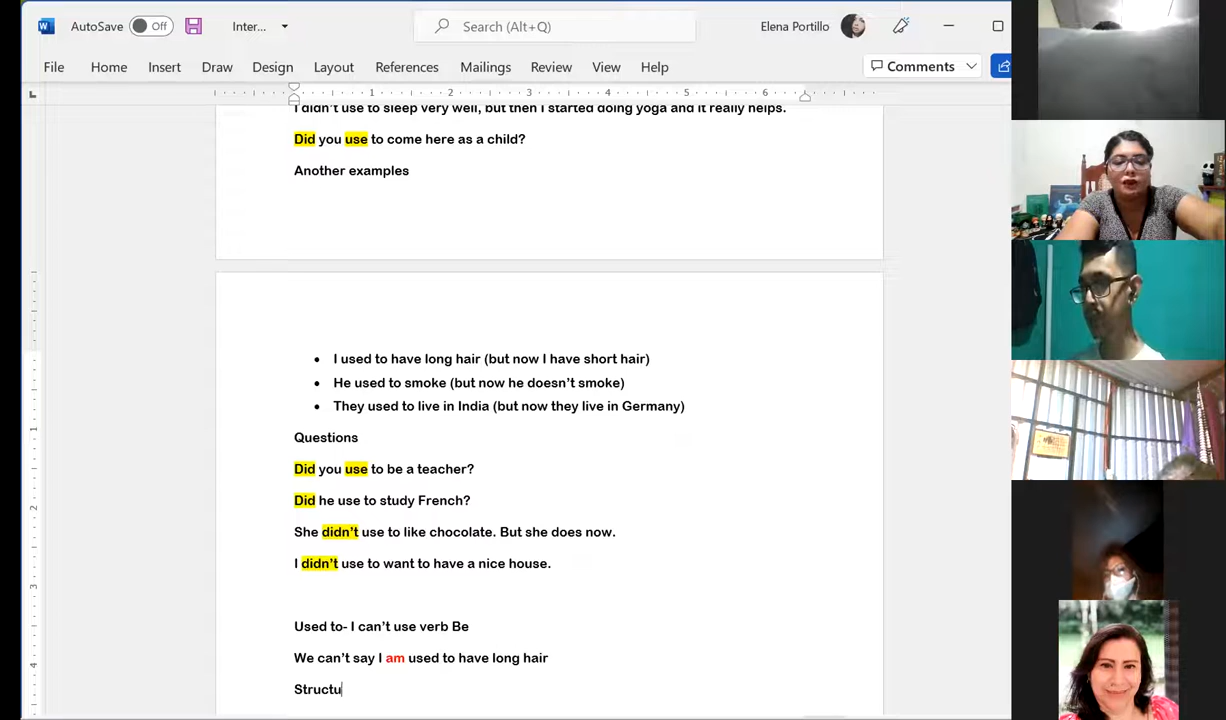 AutoSave Off Inter... Search (Alt+Q) Elena Portillo
File Home Insert Draw Design Layout References Mailings Review View Help Comments
1 2 3 4 5 6
I didn't use to sleep very well, but then I started doing yoga and it really helps.
Did you use to come here as a child?
Another examples
• I used to have long hair (but now I have short hair)
• He used to smoke (but now he doesn't smoke)
• They used to live in India (but now they live in Germany)
Questions
Did you use to be a teacher?
Did he use to study French?
She didn't use to like chocolate. But she does now.
I didn't use to want to have a nice house.
Used to- I can't use verb Be
We can't say I am used to have long hair
Structu